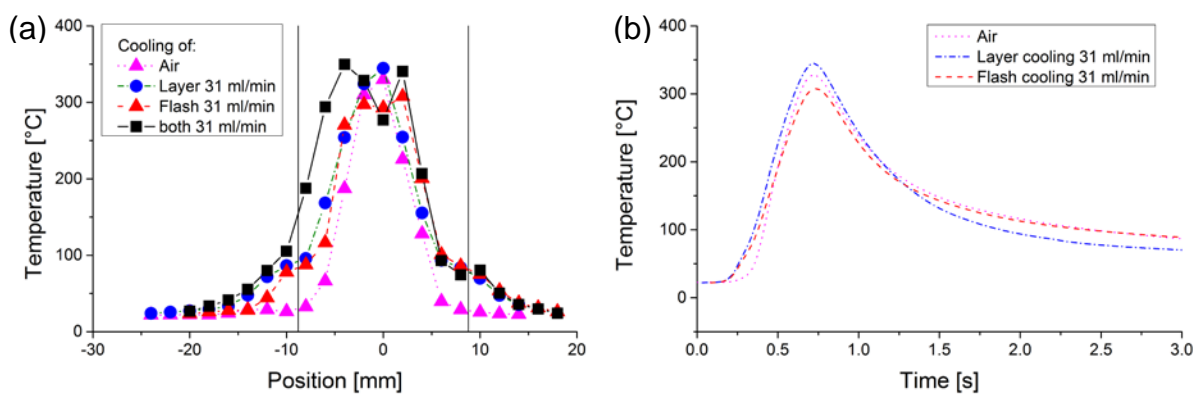 (a)
400
300
200
100
0
Temperature [°C]
Cooling of:
Air
Layer 31 ml/min
Flash 31 ml/min
both 31 ml/min
-30 -20 -10 0 10 20
Position [mm]
(b)
400
300
200
100
0
Temperature [°C]
Air
Layer cooling 31 ml/min
Flash cooling 31 ml/min
0.0 0.5 1.0 1.5 2.0 2.5 3.0
Time [s]